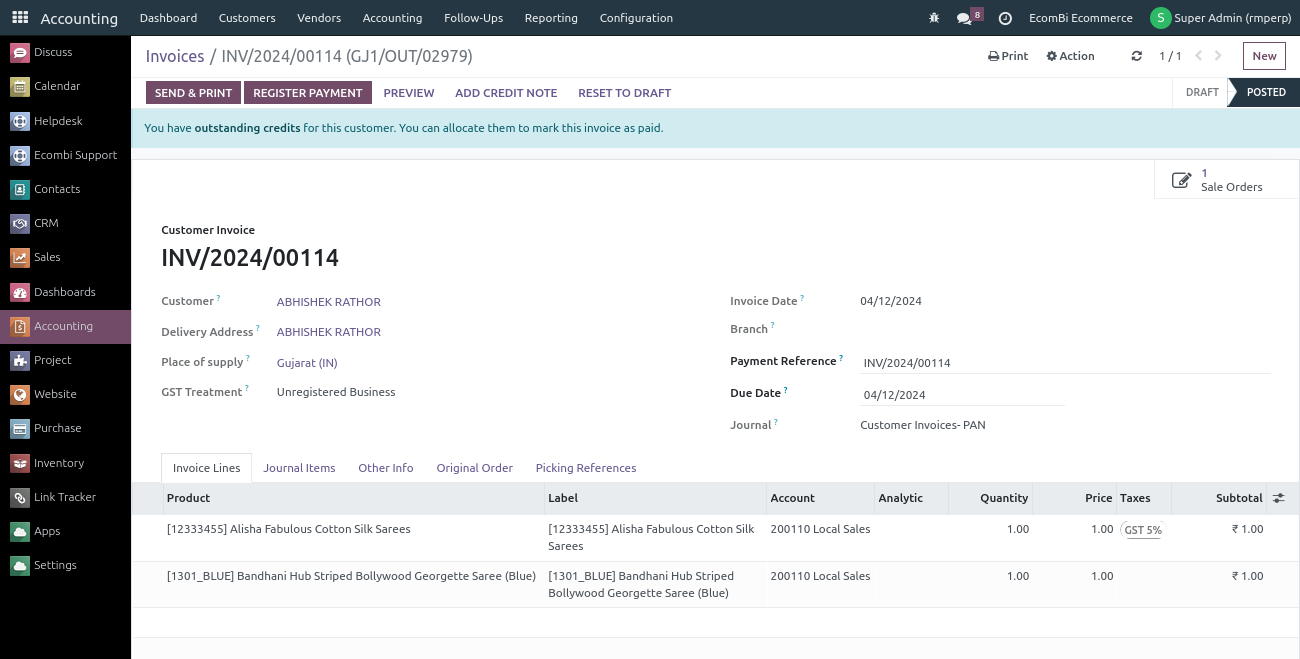 Accounting Dashboard Customers Vendors Accounting Follow-Ups Reporting Configuration 8 EcomBi Ecommerce S Super Admin (rmperp)
Discuss
Calendar
Helpdesk
Ecombi Support
Contacts
CRM
Sales
Dashboards
Accounting
Project
Website
Purchase
Inventory
Link Tracker
Apps
Settings
Invoices / INV/2024/00114 (GJ1/OUT/02979) Print Action 1 / 1 New
SEND & PRINT REGISTER PAYMENT PREVIEW ADD CREDIT NOTE RESET TO DRAFT DRAFT POSTED
You have outstanding credits for this customer. You can allocate them to mark this invoice as paid.
1
Sale Orders
Customer Invoice
INV/2024/00114
Customer ? ABHISHEK RATHOR
Delivery Address ? ABHISHEK RATHOR
Place of supply ? Gujarat (IN)
GST Treatment ? Unregistered Business
Invoice Date ? 04/12/2024
Branch ?
Payment Reference ? INV/2024/00114
Due Date ? 04/12/2024
Journal ? Customer Invoices- PAN
Invoice Lines Journal Items Other Info Original Order Picking References
Product Label Account Analytic Quantity Price Taxes Subtotal
[12333455] Alisha Fabulous Cotton Silk Sarees [12333455] Alisha Fabulous Cotton Silk 200110 Local Sales 1.00 1.00 GST 5% ₹ 1.00
Sarees
[1301_BLUE] Bandhani Hub Striped Bollywood Georgette Saree (Blue) [1301_BLUE] Bandhani Hub Striped 200110 Local Sales 1.00 1.00 ₹ 1.00
Bollywood Georgette Saree (Blue)